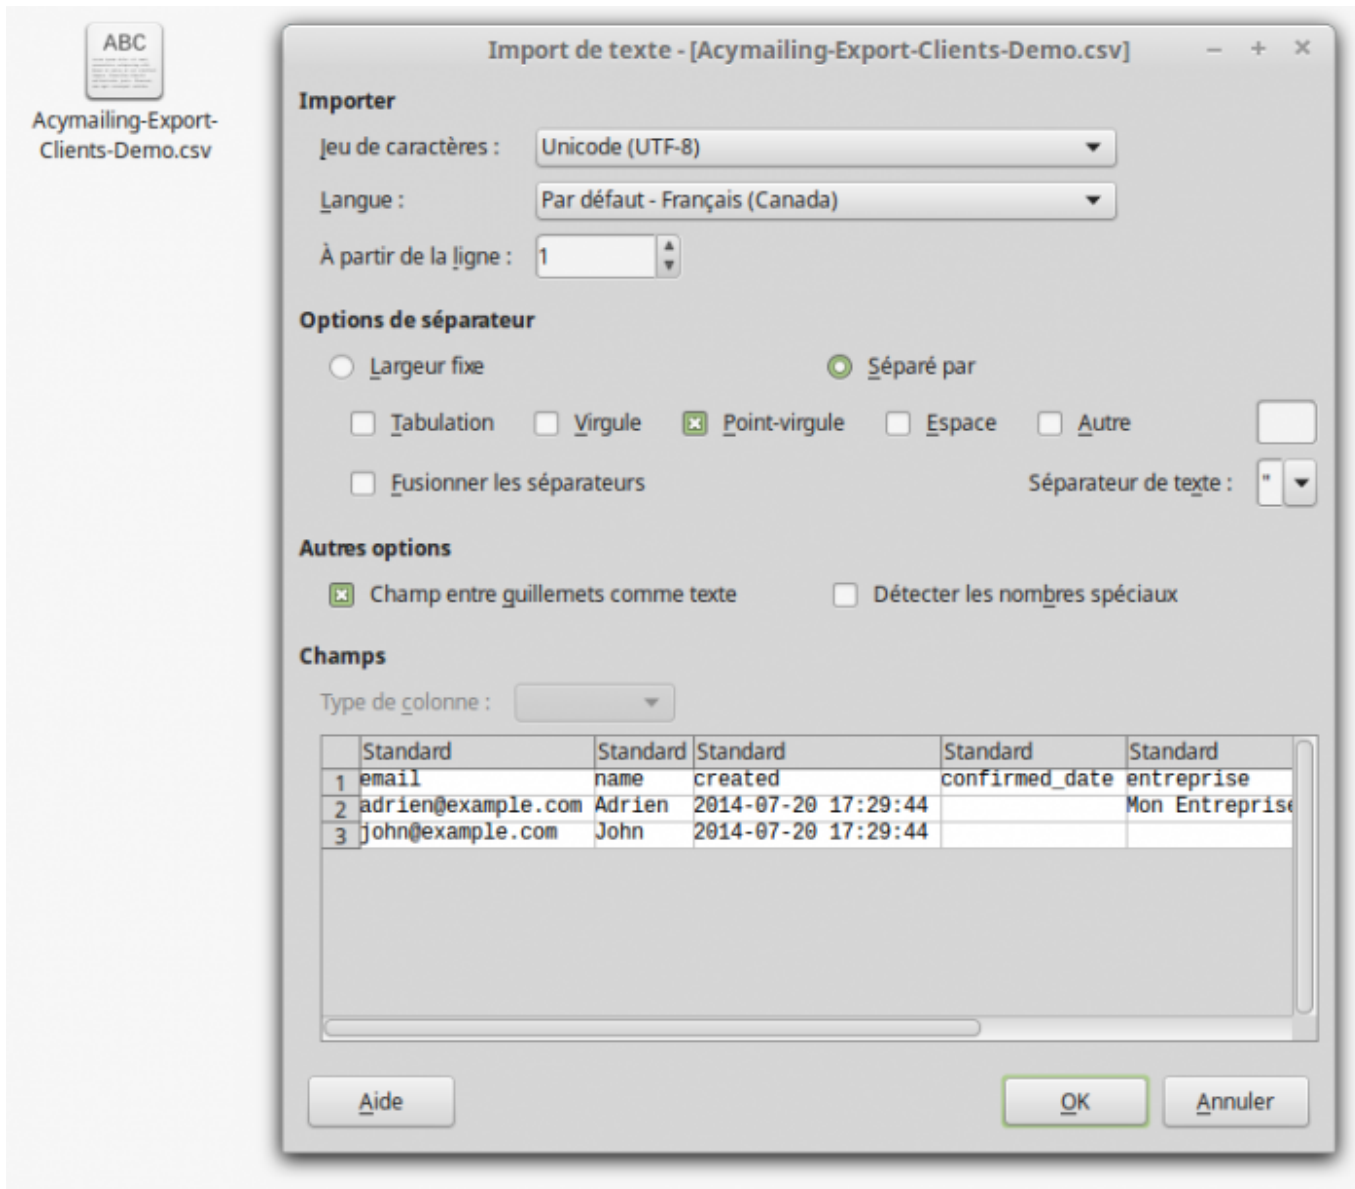 ABC
Acymailing-Export-
Clients-Demo.csv
Import de texte - [Acymailing-Export-Clients-Demo.csv]
Importer
Jeu de caractères : Unicode (UTF-8)
Langue : Par défaut - Français (Canada)
À partir de la ligne : 1
Options de séparateur
Largeur fixe Séparé par
Tabulation Virgule Point-virgule Espace Autre
Fusionner les séparateurs Séparateur de texte : "
Autres options
Champ entre guillemets comme texte Détecter les nombres spéciaux
Champs
Type de colonne :
Standard Standard Standard Standard Standard
1 email name created confirmed_date entreprise
2 adrien@example.com Adrien 2014-07-20 17:29:44 Mon Entreprise
3 john@example.com John 2014-07-20 17:29:44
Aide OK Annuler